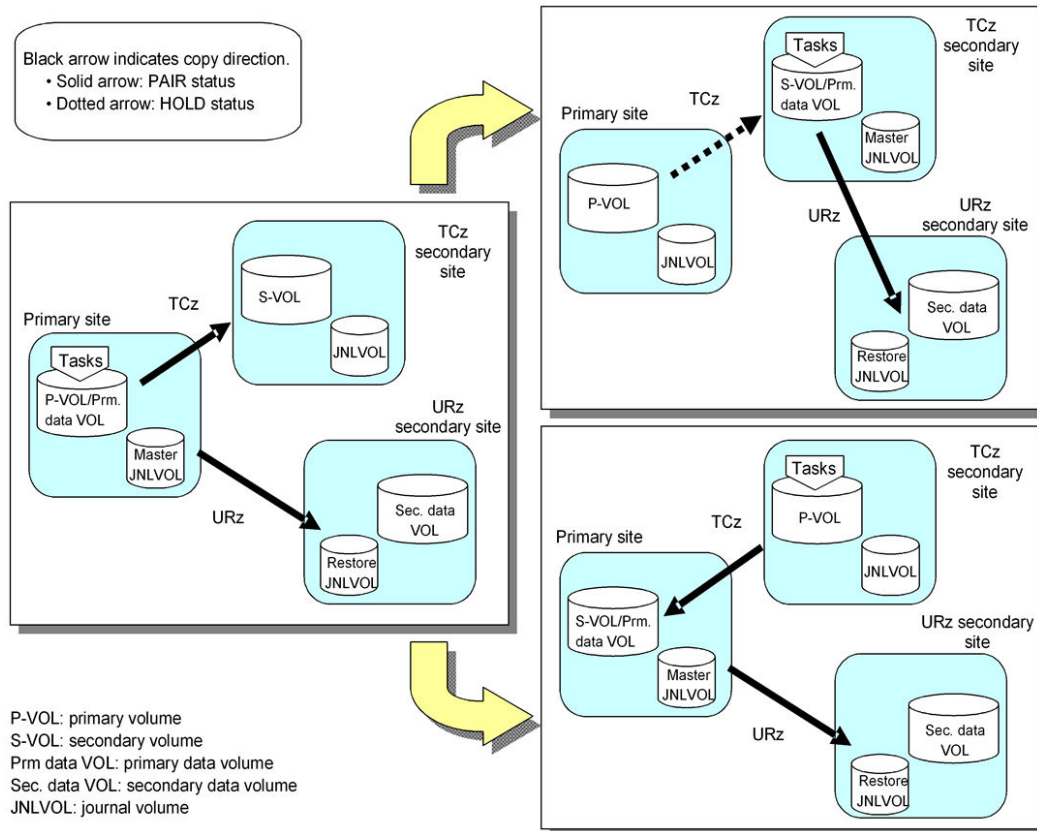 Black arrow indicates copy direction.
• Solid arrow: PAIR status
• Dotted arrow: HOLD status
TCz
secondary
site
TCz
S-VOL
JNLVOL
Primary site
Tasks
P-VOL/Prm.
data VOL
Master
JNLVOL
URz
URz
secondary site
Sec. data
VOL
Restore
JNLVOL
TCz
secondary
site
Tasks
S-VOL/Prm.
data VOL
Master
JNLVOL
TCz
Primary site
P-VOL
JNLVOL
URz
URz
secondary site
Sec. data
VOL
Restore
JNLVOL
TCz
secondary
site
Tasks
P-VOL
JNLVOL
TCz
Primary site
S-VOL/Prm.
data VOL
Master
JNLVOL
URz
URz secondary
site
Sec. data
VOL
Restore
JNLVOL
P-VOL: primary volume
S-VOL: secondary volume
Prm data VOL: primary data volume
Sec. data VOL: secondary data volume
JNLVOL: journal volume